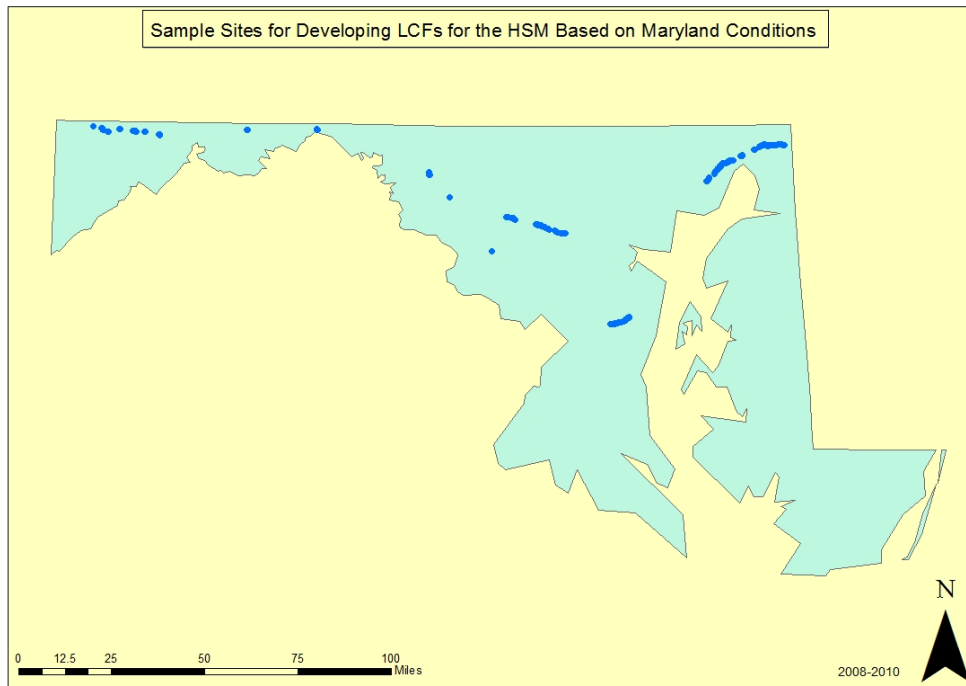 Sample Sites for Developing LCFs for the HSM Based on Maryland Conditions
N
0 12.5 25 50 75 100
Miles
2008-2010